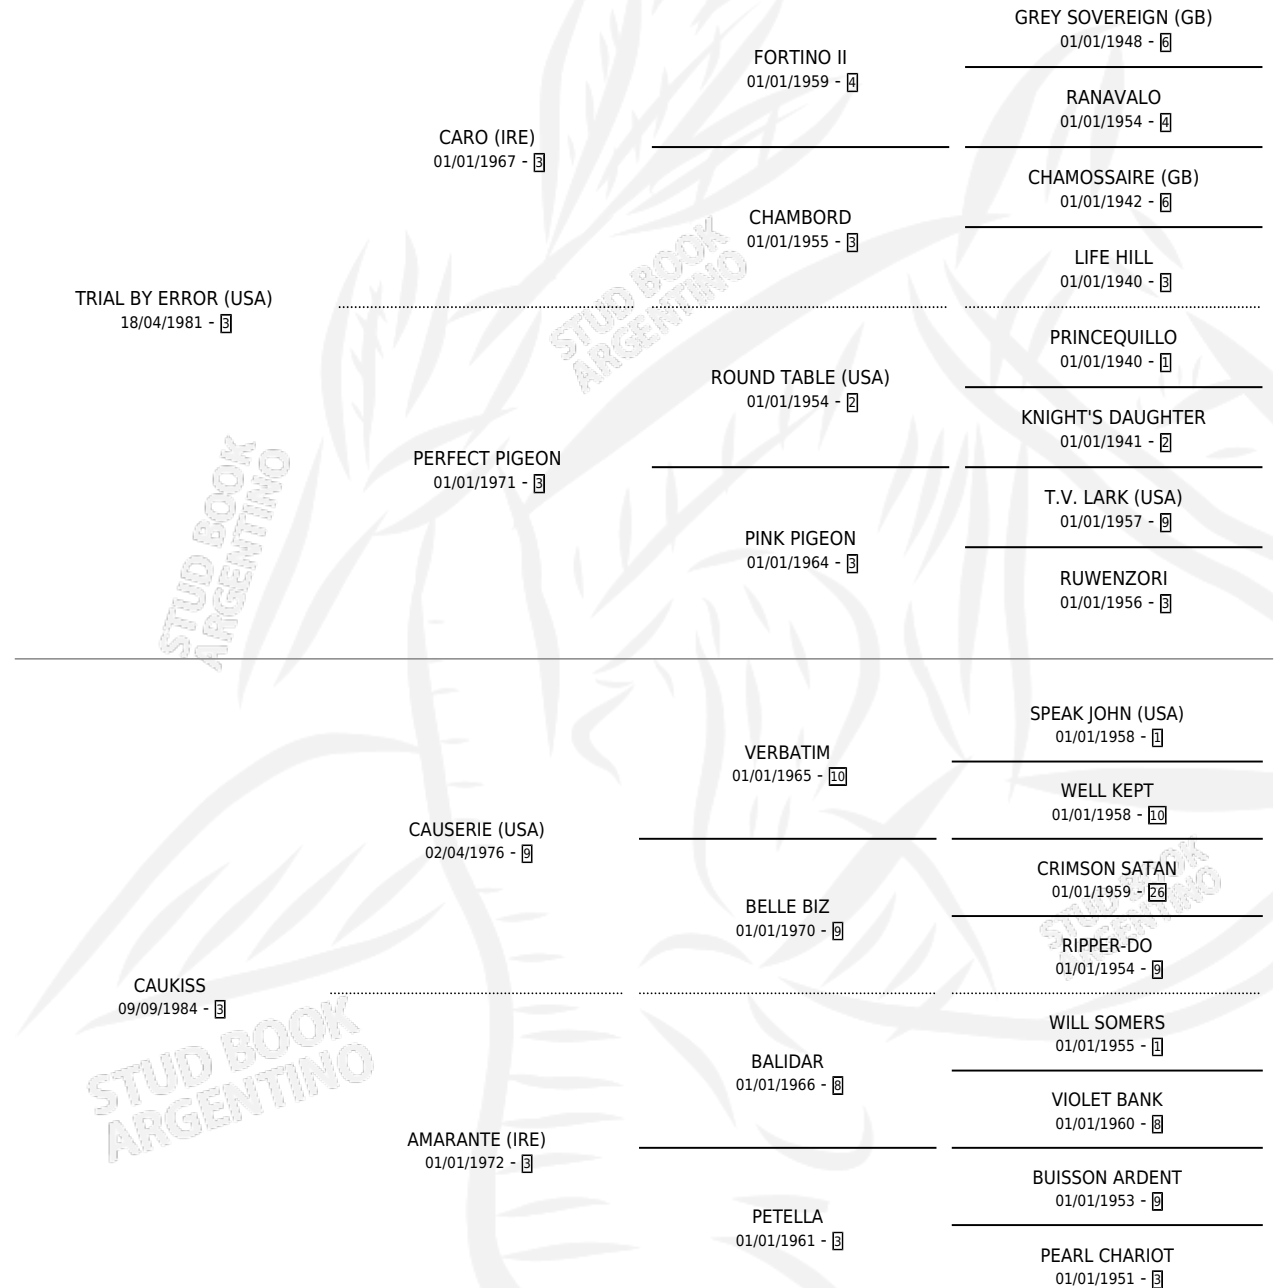 GREY SOVEREIGN (GB)
01/01/1948 - 6
FORTINO II
01/01/1959 - 4
RANAVALO
01/01/1954 - 4
CARO (IRE)
01/01/1967 - 3
CHAMOSSAIRE (GB)
01/01/1942 - 6
CHAMBORD
01/01/1955 - 3
LIFE HILL
01/01/1940 - 3
TRIAL BY ERROR (USA)
18/04/1981 - 3
PRINCEQUILLO
01/01/1940 - 1
ROUND TABLE (USA)
01/01/1954 - 2
KNIGHT'S DAUGHTER
01/01/1941 - 2
PERFECT PIGEON
01/01/1971 - 3
T.V. LARK (USA)
01/01/1957 - 9
PINK PIGEON
01/01/1964 - 3
RUWENZORI
01/01/1956 - 3
SPEAK JOHN (USA)
01/01/1958 - 1
VERBATIM
01/01/1965 - 10
WELL KEPT
01/01/1958 - 10
CAUSERIE (USA)
02/04/1976 - 9
CRIMSON SATAN
01/01/1959 - 26
BELLE BIZ
01/01/1970 - 9
RIPPER-DO
01/01/1954 - 9
CAUKISS
09/09/1984 - 3
WILL SOMERS
01/01/1955 - 1
BALIDAR
01/01/1966 - 8
VIOLET BANK
01/01/1960 - 8
AMARANTE (IRE)
01/01/1972 - 3
BUISSON ARDENT
01/01/1953 - 9
PETELLA
01/01/1961 - 3
PEARL CHARIOT
01/01/1951 - 3
STUD BOOK
ARGENTINO
STUD BOOK
ARGENTINO
STUD BOOK
ARGENTINO
STUD BOOK
ARGENTINO